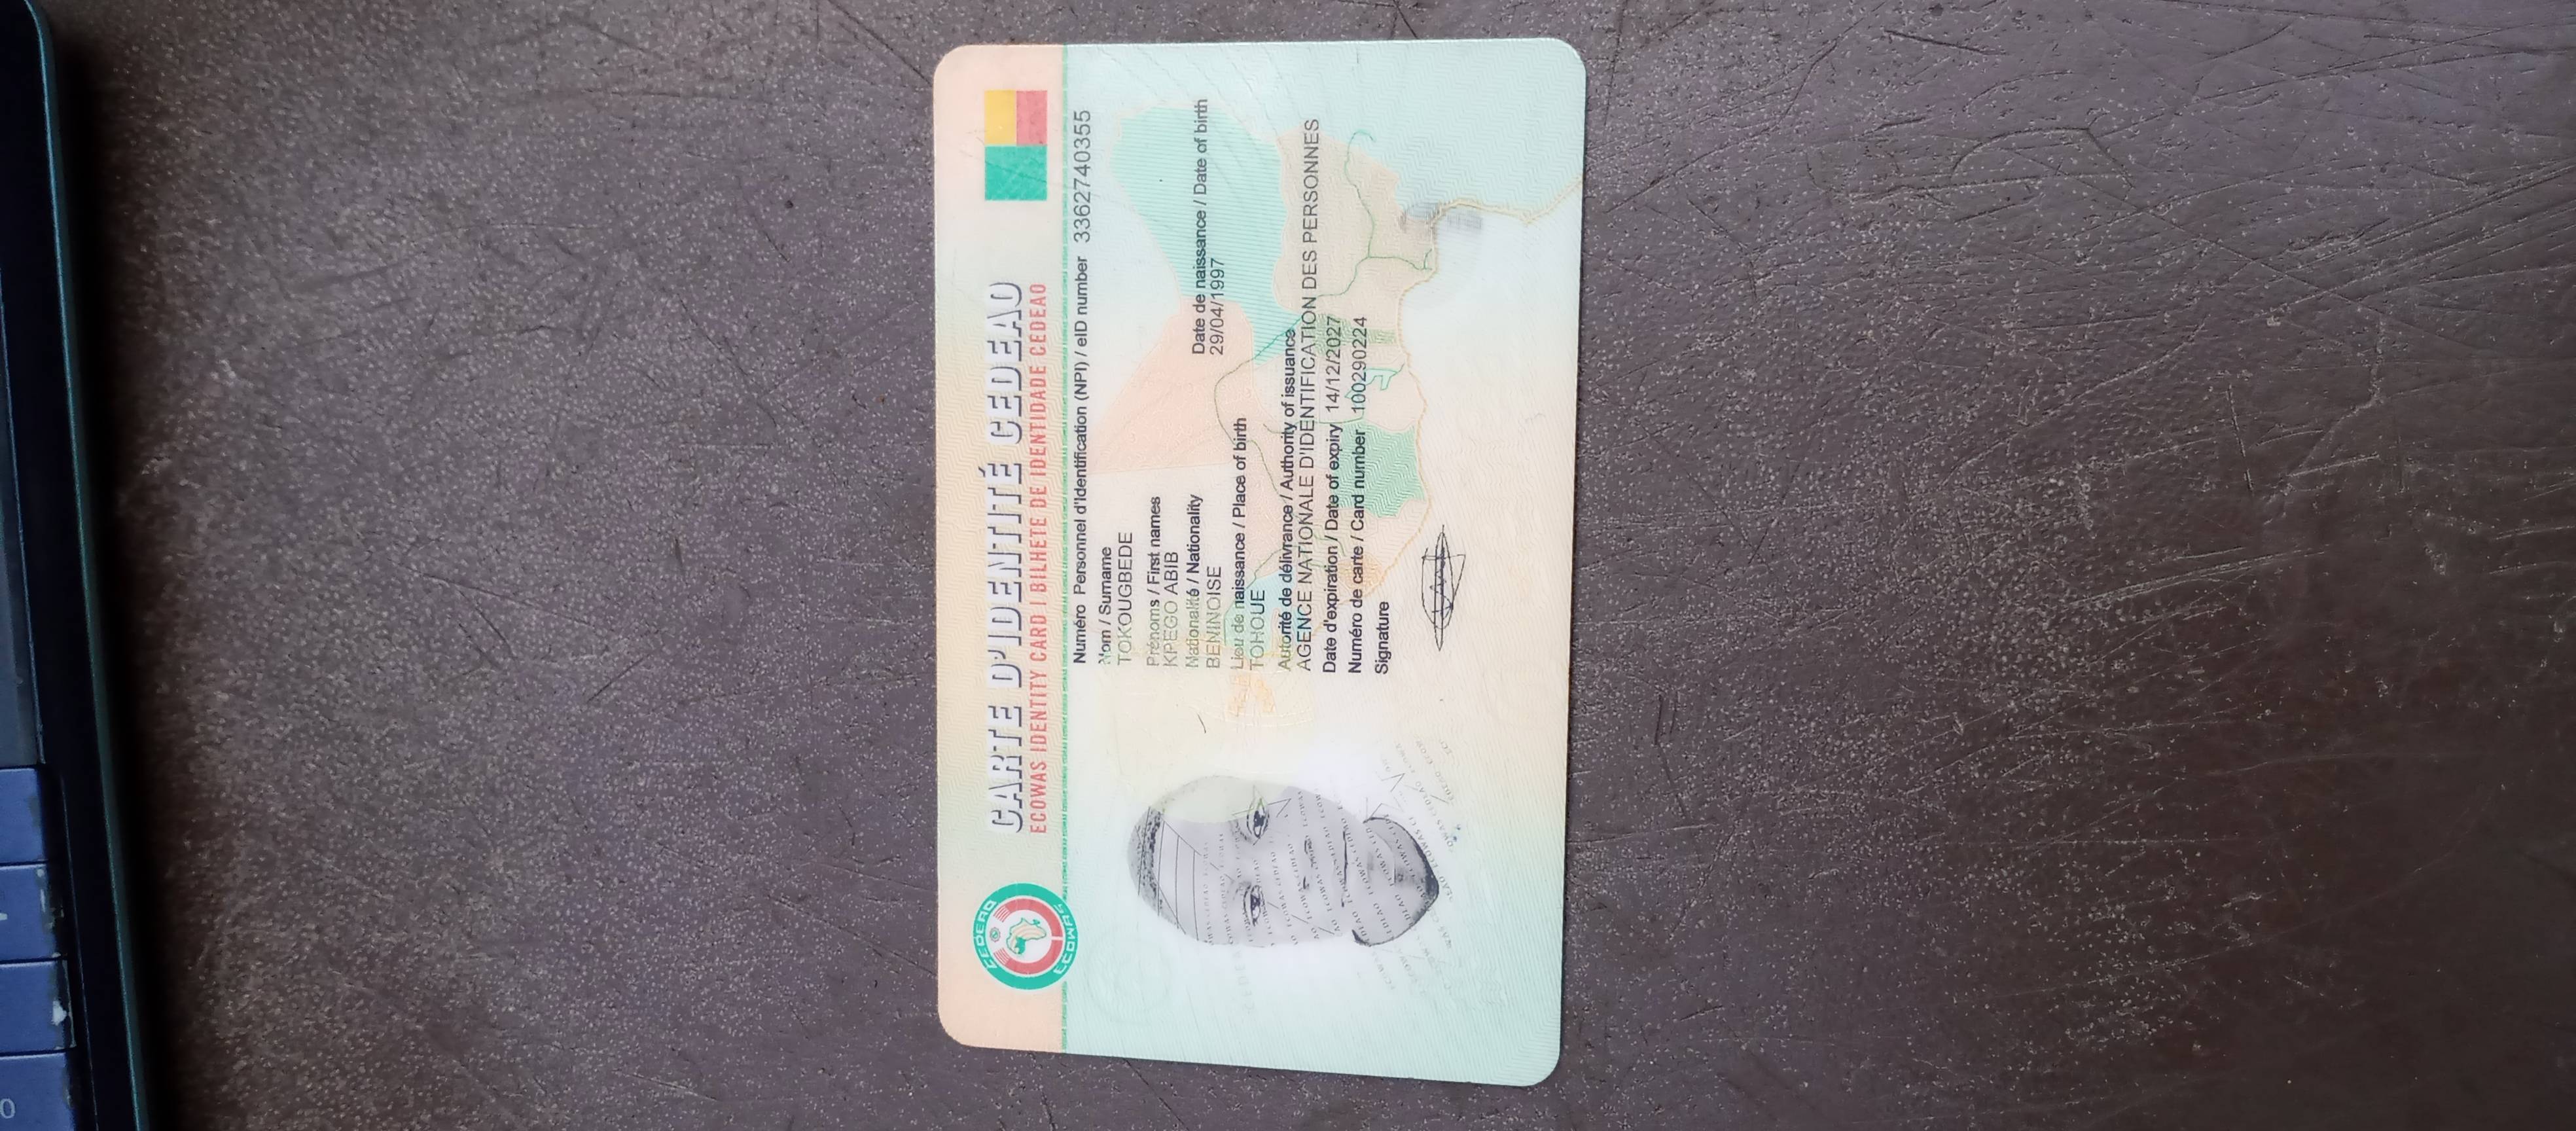 CARTE D'IDENTITÉ CEDEAO
ECOWAS IDENTITY CARD | BILHETE DE IDENTIDADE CEDEAO
CEDEAO
ECOWAS
Numéro Personnel d'Identification (NPI) / eID number 33627403​55
Nom / Surname
TOKOUGBEDE
Prénoms / First names
KPEGO ABIB
Nationalité / Nationality
BENINOISE
Date de naissance / Date of birth
29/04/1997
Lieu de naissance / Place of birth
TOHOUE
Autorité de délivrance / Authority of issuance
AGENCE NATIONALE D'IDENTIFICATION DES PERSONNES
Date d'expiration / Date of expiry 14/12/2027
Numéro de carte / Card number 100290224
Signature